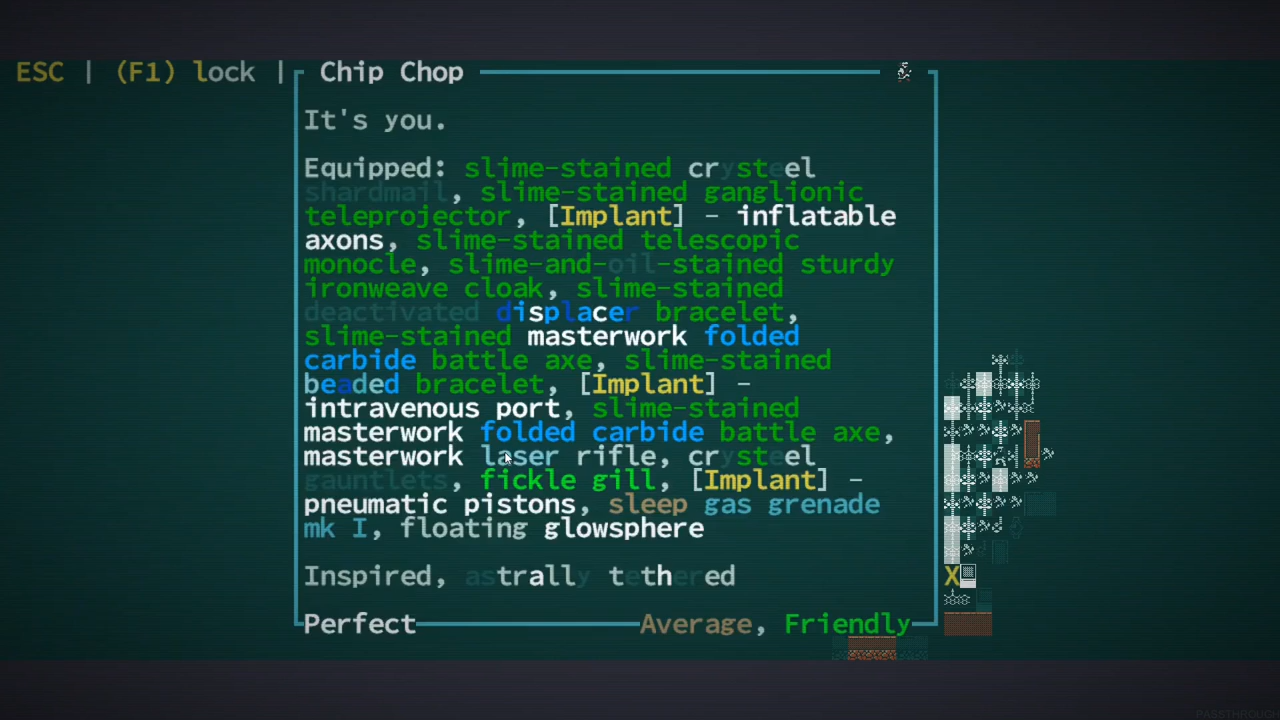 ESC | (F1) lock | Chip Chop
It's you.
Equipped: slime-stained crysteel
shardmail, slime-stained ganglionic
teleprojector, [Implant] - inflatable
axons, slime-stained telescopic
monocle, slime-and-oil-stained sturdy
ironweave cloak, slime-stained
deactivated displacer bracelet,
slime-stained masterwork folded
carbide battle axe, slime-stained
beaded bracelet, [Implant] -
intravenous port, slime-stained
masterwork folded carbide battle axe,
masterwork laser rifle, crysteel
gauntlets, fickle gill, [Implant] -
pneumatic pistons, sleep gas grenade
mk I, floating glowsphere
Inspired, astrally tethered
X
Perfect Average, Friendly
PASSTHROUGH